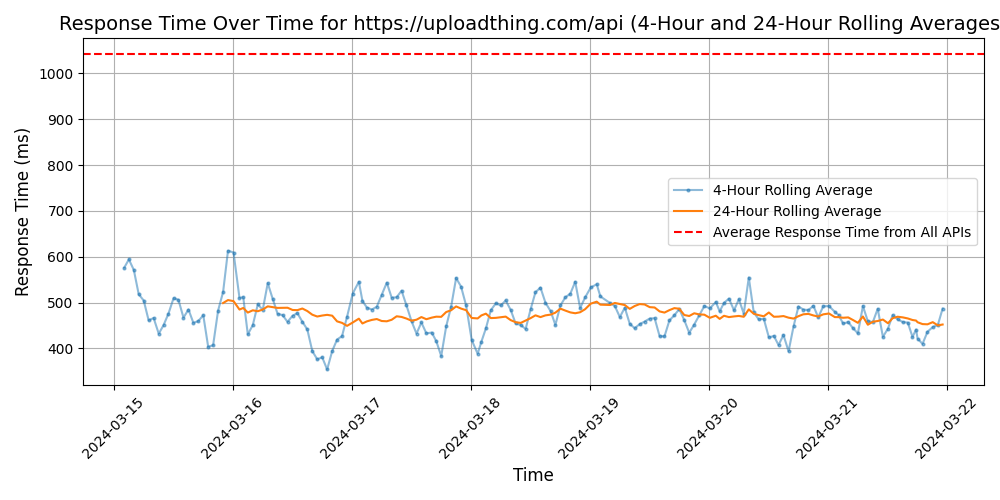 Response Time Over Time for https://uploadthing.com/api (4-Hour and 24-Hour Rolling Averages
Response Time (ms)
1000
900
800
700
600
500
400
4-Hour Rolling Average
24-Hour Rolling Average
Average Response Time from All APIs
2024-03-15
2024-03-16
2024-03-17
2024-03-18
2024-03-19
2024-03-20
2024-03-21
2024-03-22
Time